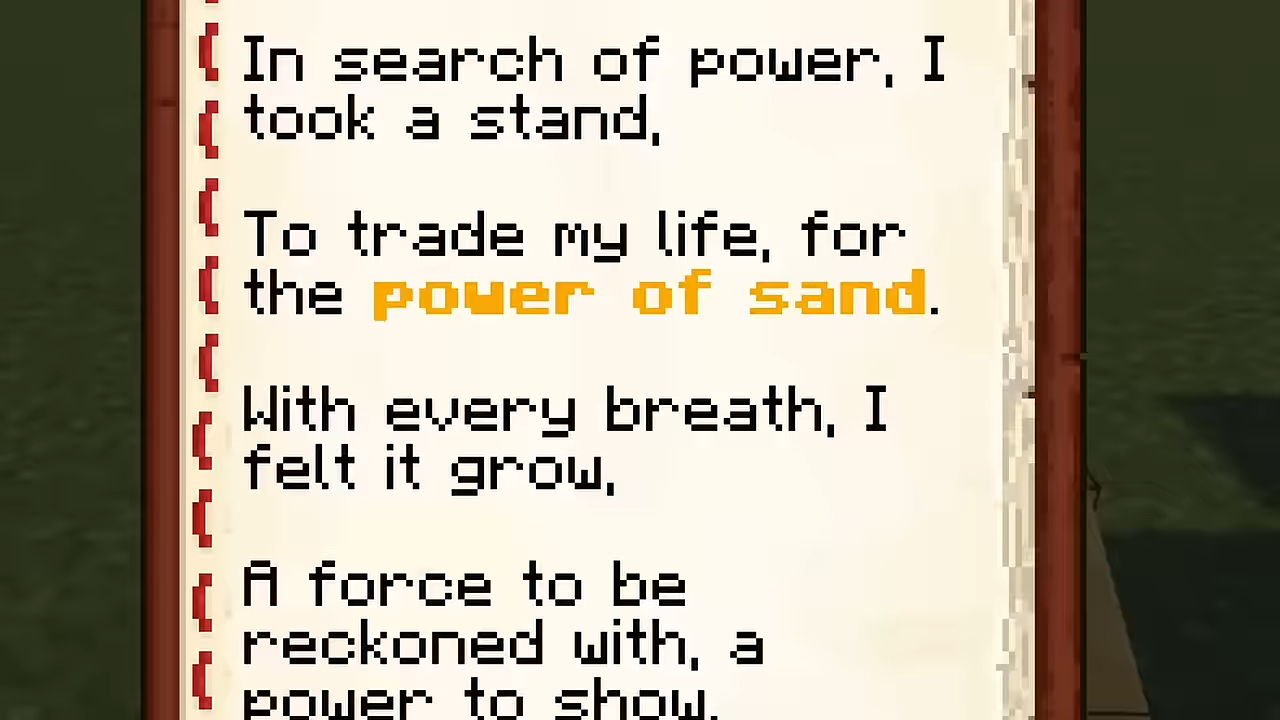 In search of power, I
took a stand,
To trade my life, for
the power of sand.
With every breath, I
felt it grow,
A force to be
reckoned with, a
power to show.